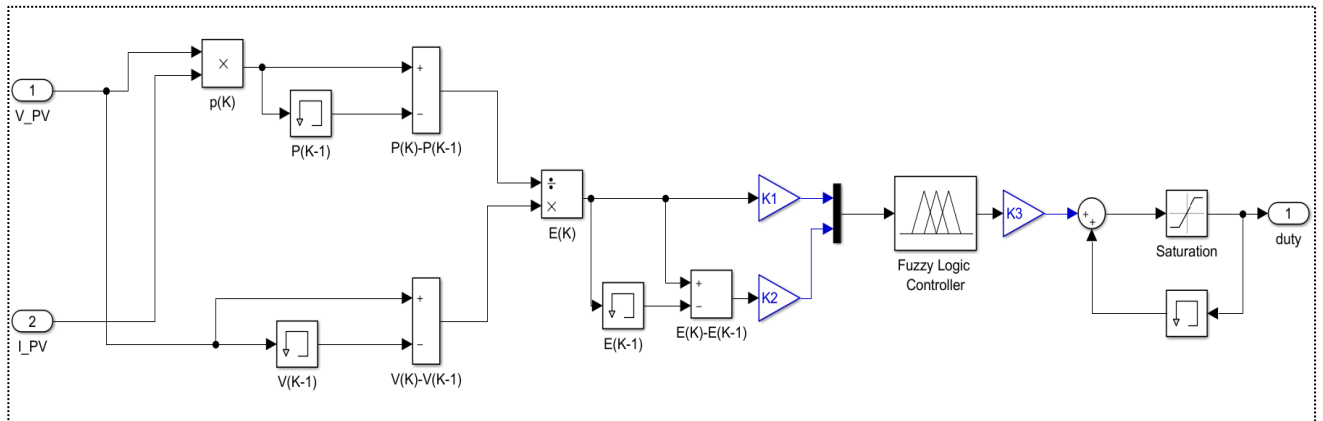 1
V_PV
×
p(K)
P(K-1)
+
−
P(K)-P(K-1)
2
I_PV
V(K-1)
+
−
V(K)-V(K-1)
÷
×
E(K)
E(K-1)
+
−
E(K)-E(K-1)
K1
K2
Fuzzy Logic
Controller
K3
+
+
Saturation
1
duty